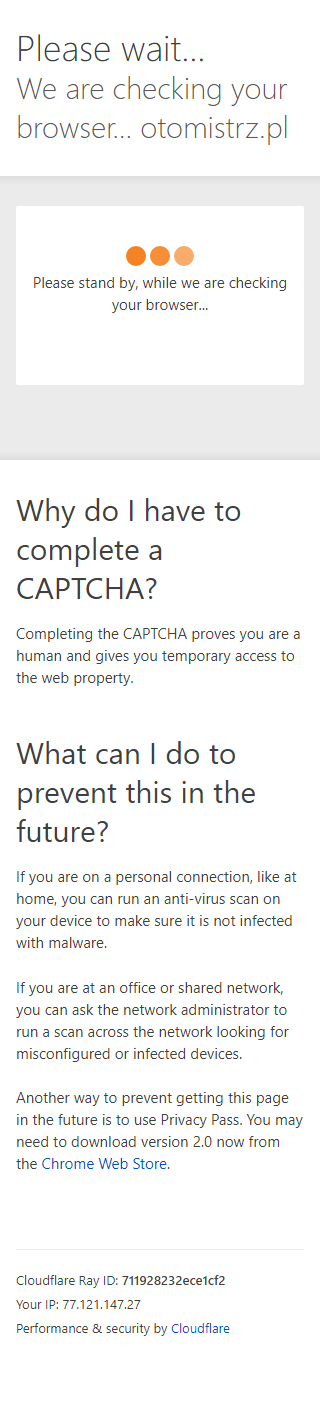 Please wait...
We are checking your
browser... otomistrz.pl
Please stand by, while we are checking
your browser...
Why do I have to
complete a
CAPTCHA?
Completing the CAPTCHA proves you are a
human and gives you temporary access to
the web property.
What can I do to
prevent this in the
future?
If you are on a personal connection, like at
home, you can run an anti-virus scan on
your device to make sure it is not infected
with malware.
If you are at an office or shared network,
you can ask the network administrator to
run a scan across the network looking for
misconfigured or infected devices.
Another way to prevent getting this page
in the future is to use Privacy Pass. You may
need to download version 2.0 now from
the Chrome Web Store.
Cloudflare Ray ID: 711928232ece1cf2
Your IP: 77.121.147.27
Performance & security by Cloudflare